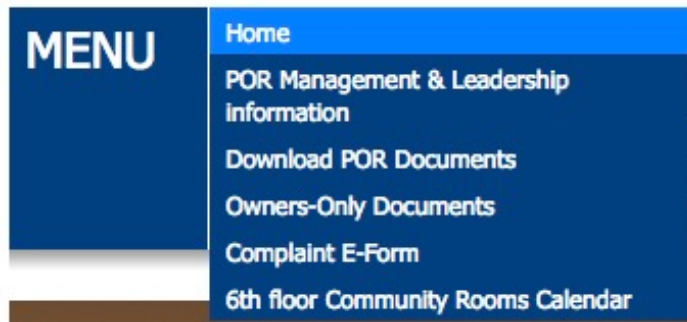 MENU
Home
POR Management & Leadership
information
Download POR Documents
Owners-Only Documents
Complaint E-Form
6th floor Community Rooms Calendar